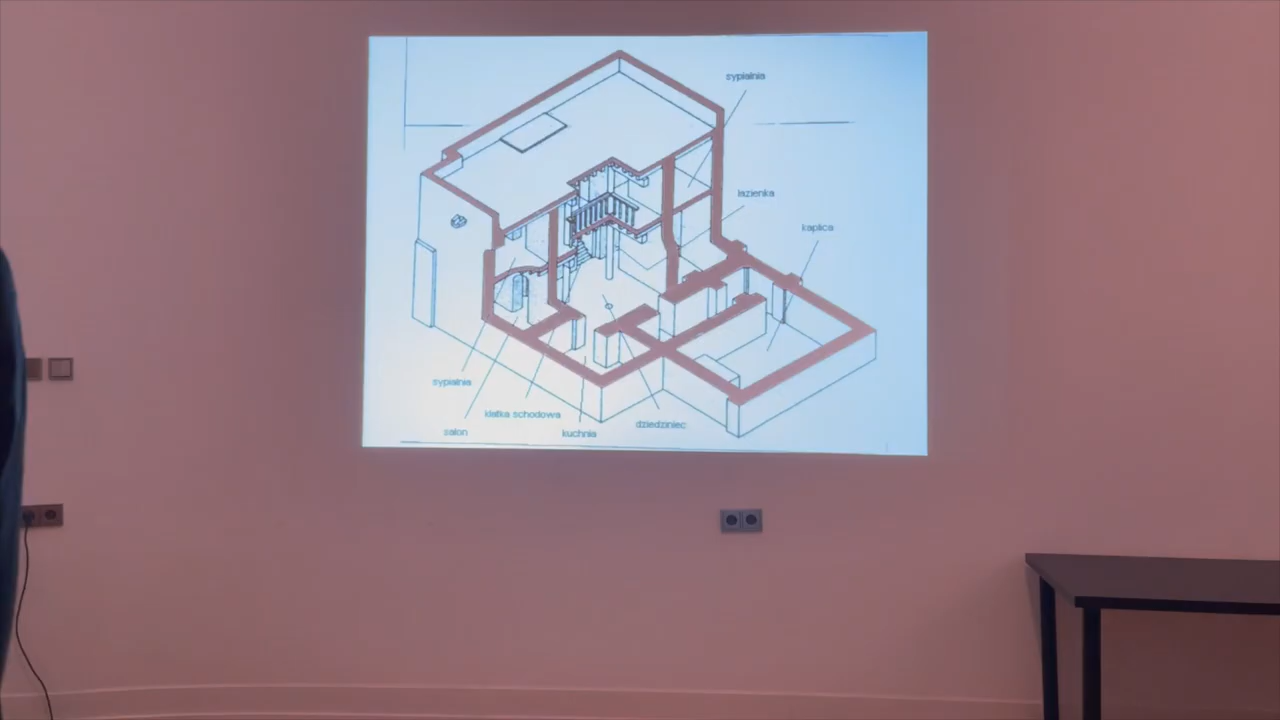 sypialnia
łazienka
kaplica
sypialnia
klatka schodowa
salon
kuchnia
dziedziniec